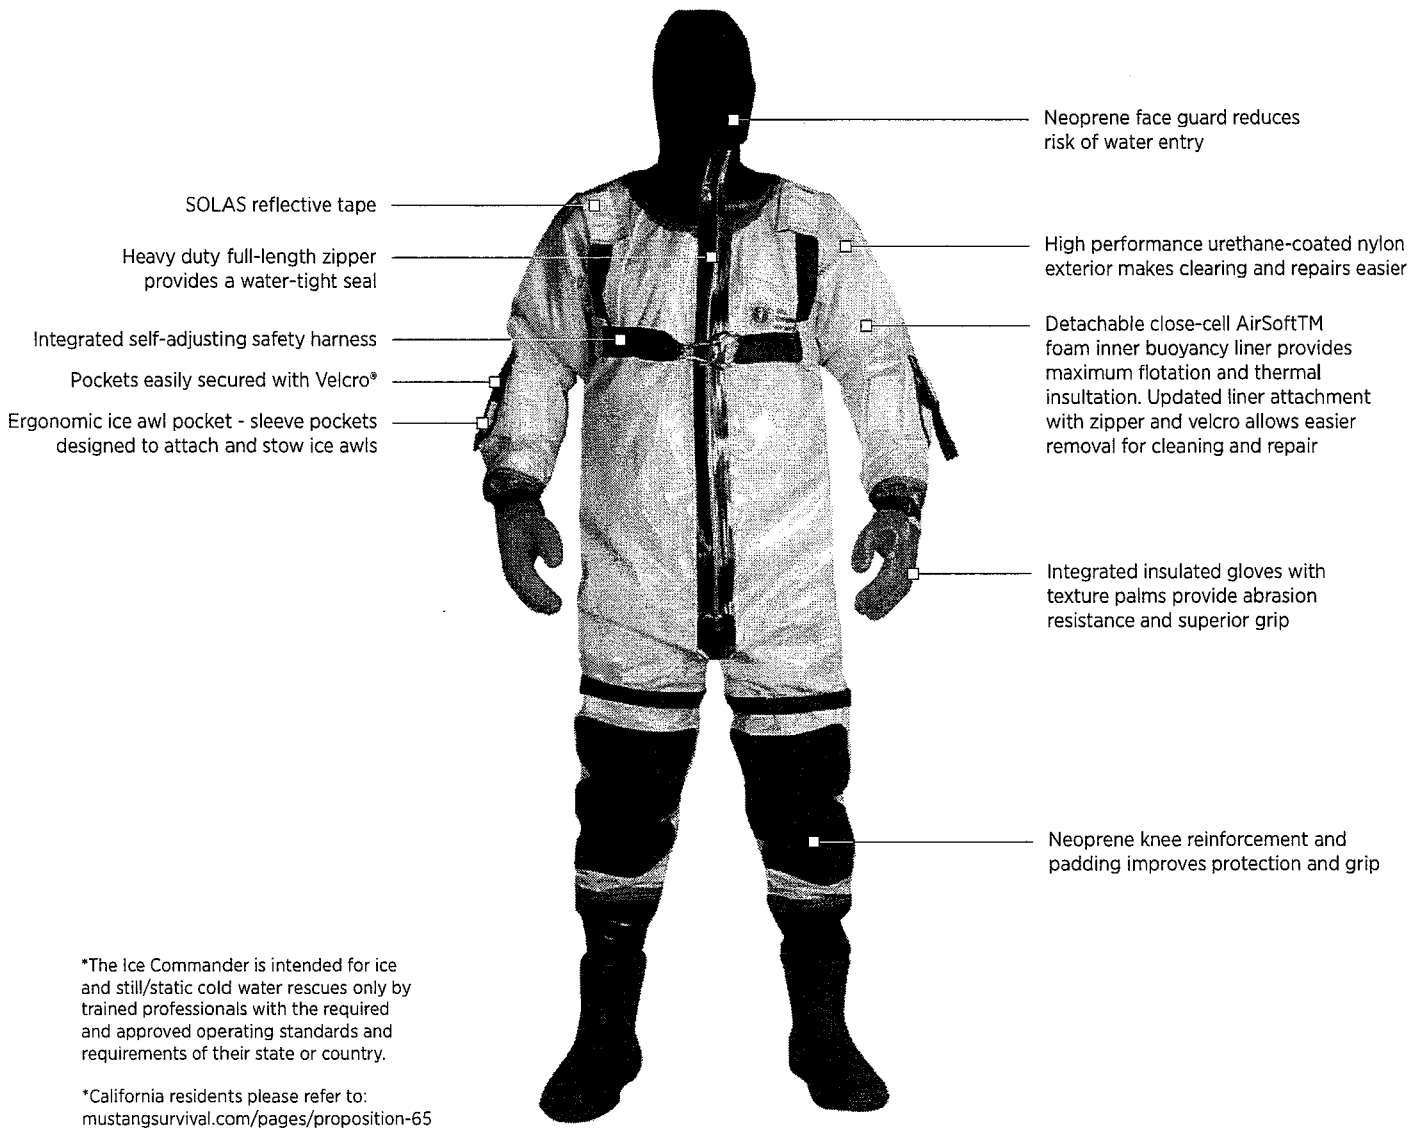 Neoprene face guard reduces
risk of water entry
SOLAS reflective tape
Heavy duty full-length zipper
provides a water-tight seal
High performance urethane-coated nylon
exterior makes clearing and repairs easier
Integrated self-adjusting safety harness
Pockets easily secured with Velcro®
Ergonomic ice awl pocket - sleeve pockets
designed to attach and stow ice awls
Detachable close-cell AirSoftTM
foam inner buoyancy liner provides
maximum flotation and thermal
insultation. Updated liner attachment
with zipper and velcro allows easier
removal for cleaning and repair
Integrated insulated gloves with
texture palms provide abrasion
resistance and superior grip
Neoprene knee reinforcement and
padding improves protection and grip
*The Ice Commander is intended for ice
and still/static cold water rescues only by
trained professionals with the required
and approved operating standards and
requirements of their state or country.
*California residents please refer to:
mustangsurvival.com/pages/proposition-65